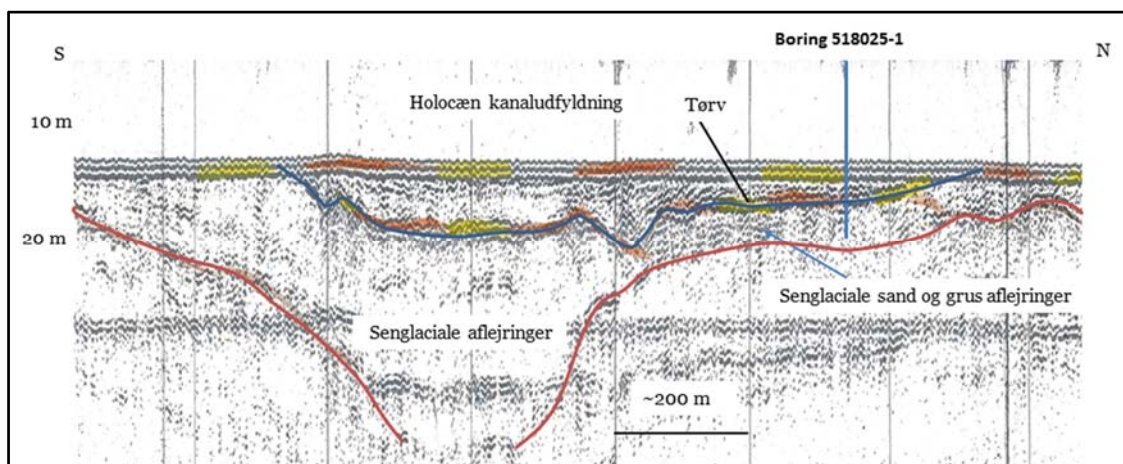 Boring 518025-1
S
N
Holocæn kanaludfyldning
Tørv
10 m
20 m
Senglaciale sand og grus aflejringer
Senglaciale aflejringer
~200 m